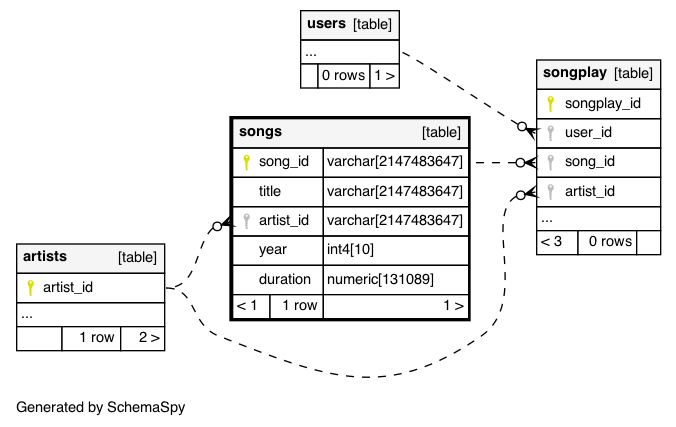 users [table]
...
0 rows 1 >
songplay [table]
songplay_id
user_id
song_id
artist_id
...
< 3 0 rows
songs [table]
song_id varchar[2147483647]
title varchar[2147483647]
artist_id varchar[2147483647]
year int4[10]
duration numeric[131089]
< 1 1 row 1 >
artists [table]
artist_id
...
1 row 2 >
Generated by SchemaSpy